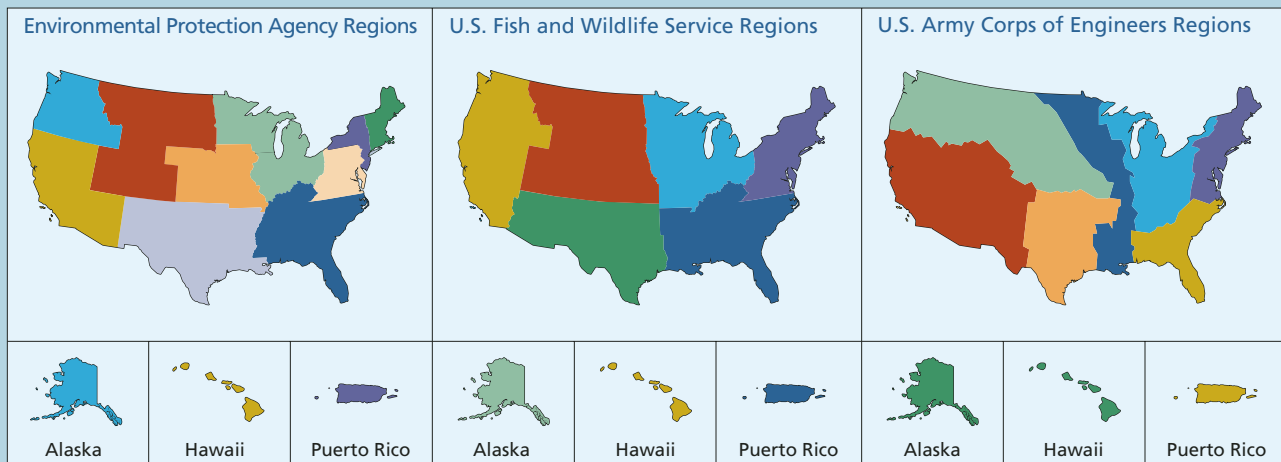 Environmental Protection Agency Regions
U.S. Fish and Wildlife Service Regions
U.S. Army Corps of Engineers Regions
Alaska
Hawaii
Puerto Rico
Alaska
Hawaii
Puerto Rico
Alaska
Hawaii
Puerto Rico